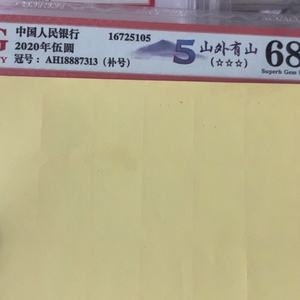 中国人民银行 16725105
2020年伍圆
冠号：AH18887313（补号）
5 山外有山
（☆☆☆）
68
Superb Gem